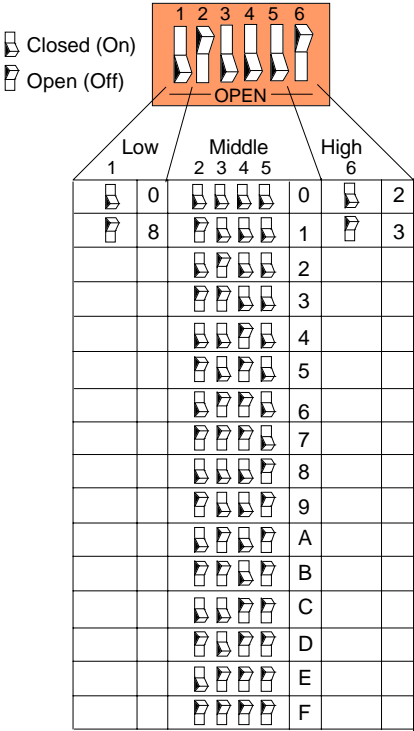 1 2 3 4 5 6
Closed (On)
Open (Off)
OPEN
Low Middle High
1 2 3 4 5 6
0 0 2
8 1 3
2
3
4
5
6
7
8
9
A
B
C
D
E
F